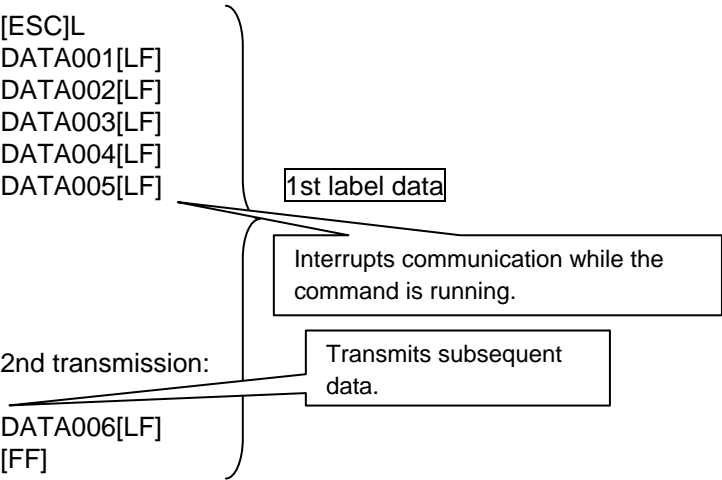 [ESC]L
DATA001[LF]
DATA002[LF]
DATA003[LF]
DATA004[LF]
DATA005[LF]
1st label data
Interrupts communication while the
command is running.
2nd transmission:
Transmits subsequent
data.
DATA006[LF]
[FF]